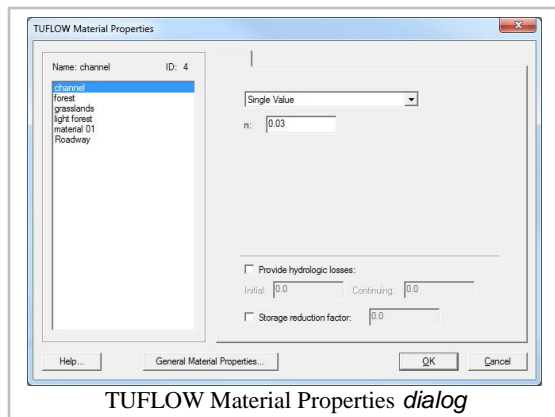 TUFLOW Material Properties
Name: channel ID: 4
channel
forest
grasslands
light forest
material 01
Roadway
Single Value
n: 0.03
Provide hydrologic losses:
Initial: 0.0 Continuing: 0.0
Storage reduction factor: 0.0
Help... General Material Properties... OK Cancel
TUFLOW Material Properties dialog